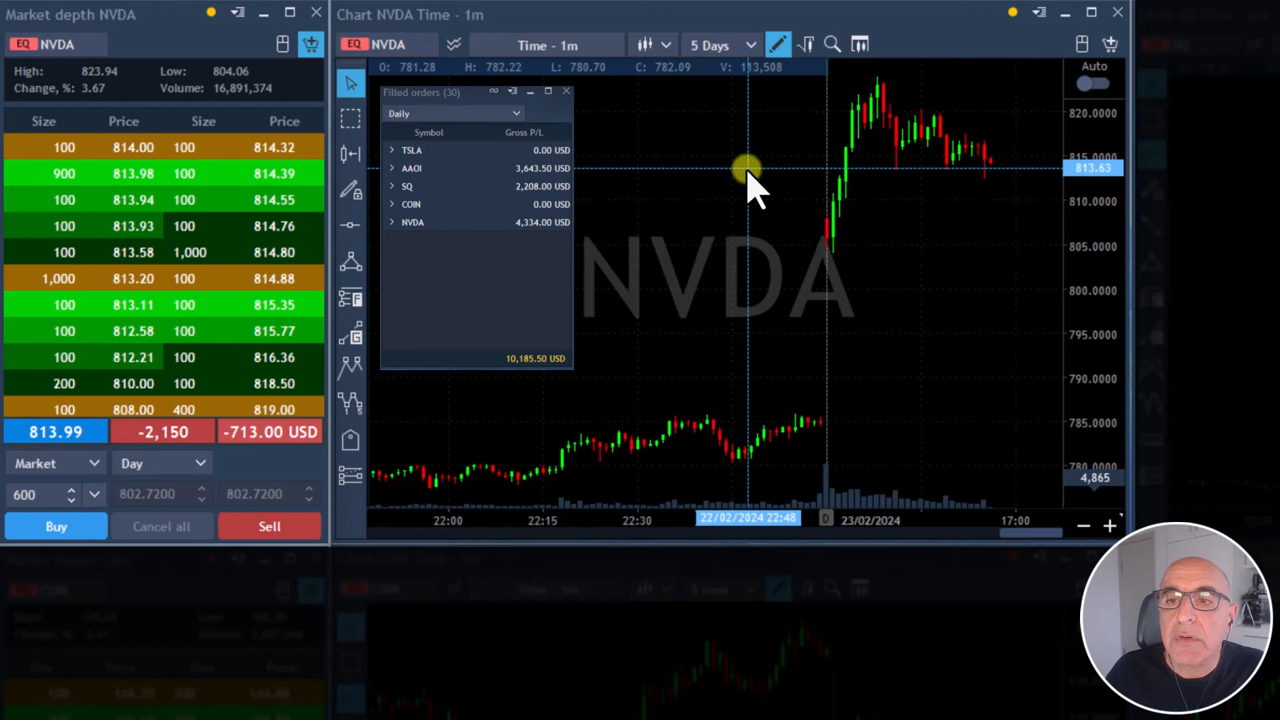 Market depth NVDA
EQ NVDA
High: 823.94 Low: 804.06
Change, %: 3.67 Volume: 16,891,374
Size Price Size Price
100 814.00 100 814.32
900 813.98 100 814.39
100 813.94 100 814.55
100 813.93 100 814.76
100 813.58 1,000 814.80
1,000 813.20 100 814.88
100 813.11 100 815.35
100 812.58 100 815.77
100 812.21 100 816.36
200 810.00 100 818.50
100 808.00 400 819.00
813.99 -2,150 -713.00 USD
Market Day
600 802.7200 802.7200
Buy Cancel all Sell
Chart NVDA Time - 1m
EQ NVDA Time - 1m 5 Days
O: 781.28 H: 782.22 L: 780.70 C: 782.09 V: 113,508
Auto
Filled orders (30)
Daily
Symbol Gross P/L
TSLA 0.00 USD
AAOI 3,643.50 USD
SQ 2,208.00 USD
COIN 0.00 USD
NVDA 4,334.00 USD
10,185.50 USD
NVDA
820.0000
815.0000
813.63
810.0000
805.0000
800.0000
795.0000
790.0000
785.0000
780.0000
4,865
22:00 22:15 22:30 22/02/2024 22:48 D 23/02/2024 17:00